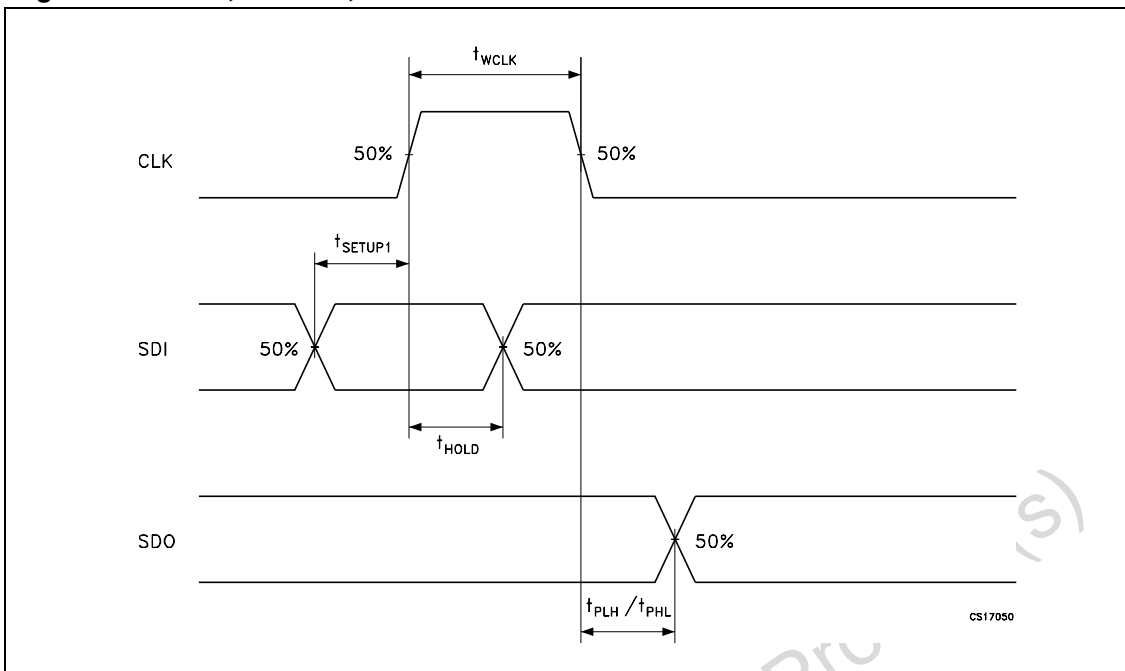 tWCLK
50%
50%
CLK
tSETUP1
50%
50%
SDI
tHOLD
50%
SDO
tPLH /tPHL
CS17050